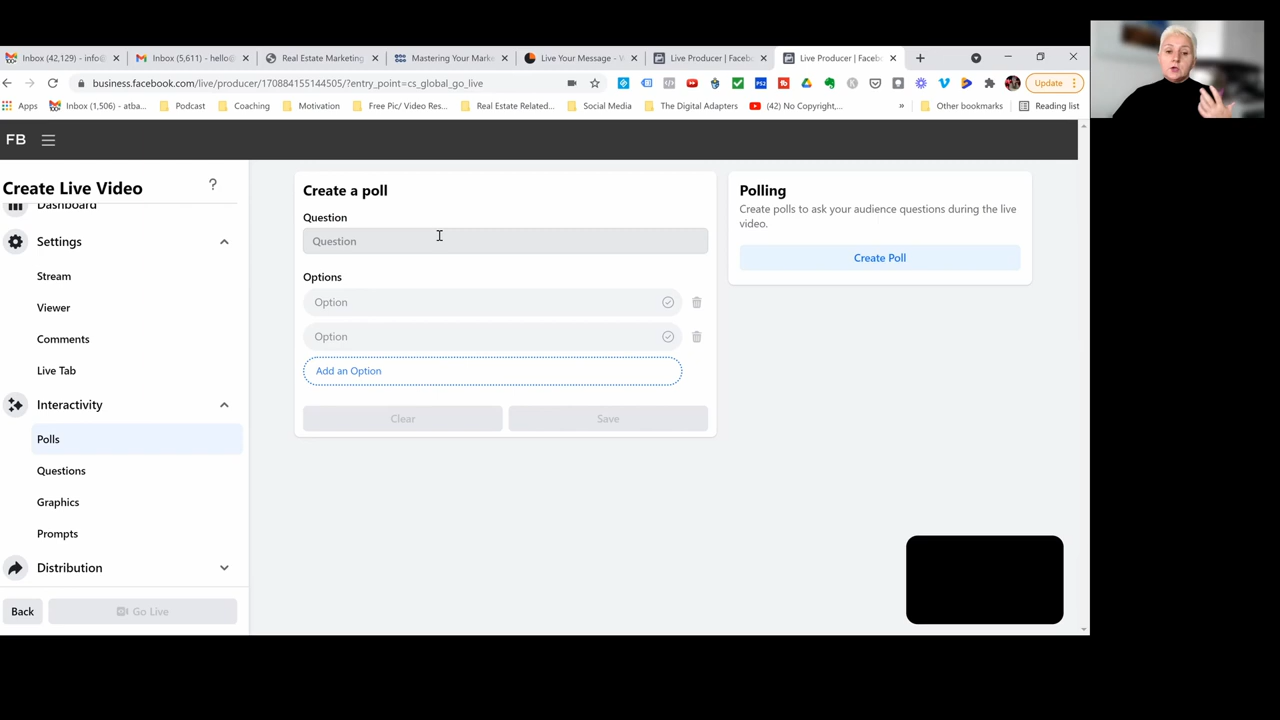 Inbox (42,129) - info@
Inbox (5,611) - hello@
Real Estate Marketing
Mastering Your Marke
Live Your Message - V
Live Producer | Facebo
Live Producer | Facebo
business.facebook.com/live/producer/170884155144505/?entry_point=cs_global_go_live
Update
Apps
Inbox (1,506) - atba...
Podcast
Coaching
Motivation
Free Pic/ Video Res...
Real Estate Related...
Social Media
The Digital Adapters
(42) No Copyright,...
»
Other bookmarks
Reading list
FB
Create Live Video
?
Dashboard
Settings
Stream
Viewer
Comments
Live Tab
Interactivity
Polls
Questions
Graphics
Prompts
Distribution
Back
Go Live
Create a poll
Question
Question
Options
Option
Option
Add an Option
Clear
Save
Polling
Create polls to ask your audience questions during the live
video.
Create Poll